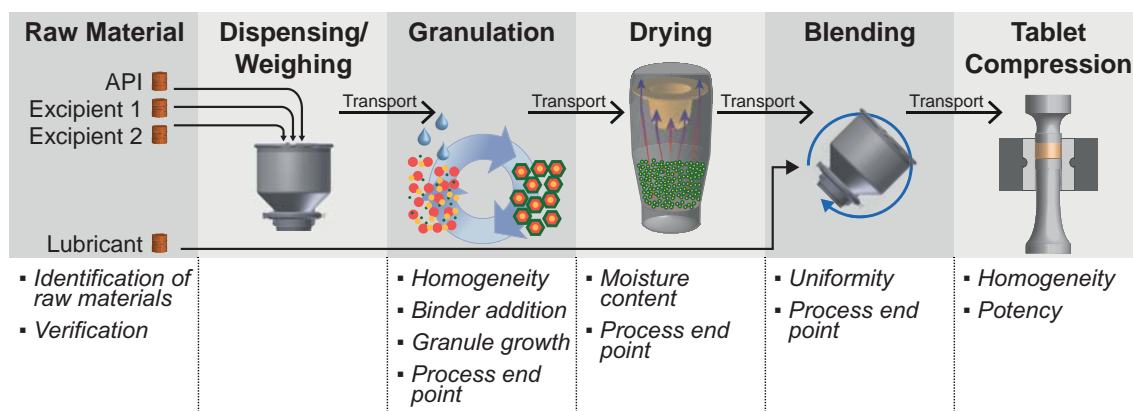 Raw Material
API
Excipient 1
Excipient 2
Lubricant
▪ Identification of
raw materials
▪ Verification
Dispensing/
Weighing
Transport
Granulation
▪ Homogeneity
▪ Binder addition
▪ Granule growth
▪ Process end
point
Transport
Drying
▪ Moisture
content
▪ Process end
point
Transport
Blending
▪ Uniformity
▪ Process end
point
Transport
Tablet
Compression
▪ Homogeneity
▪ Potency